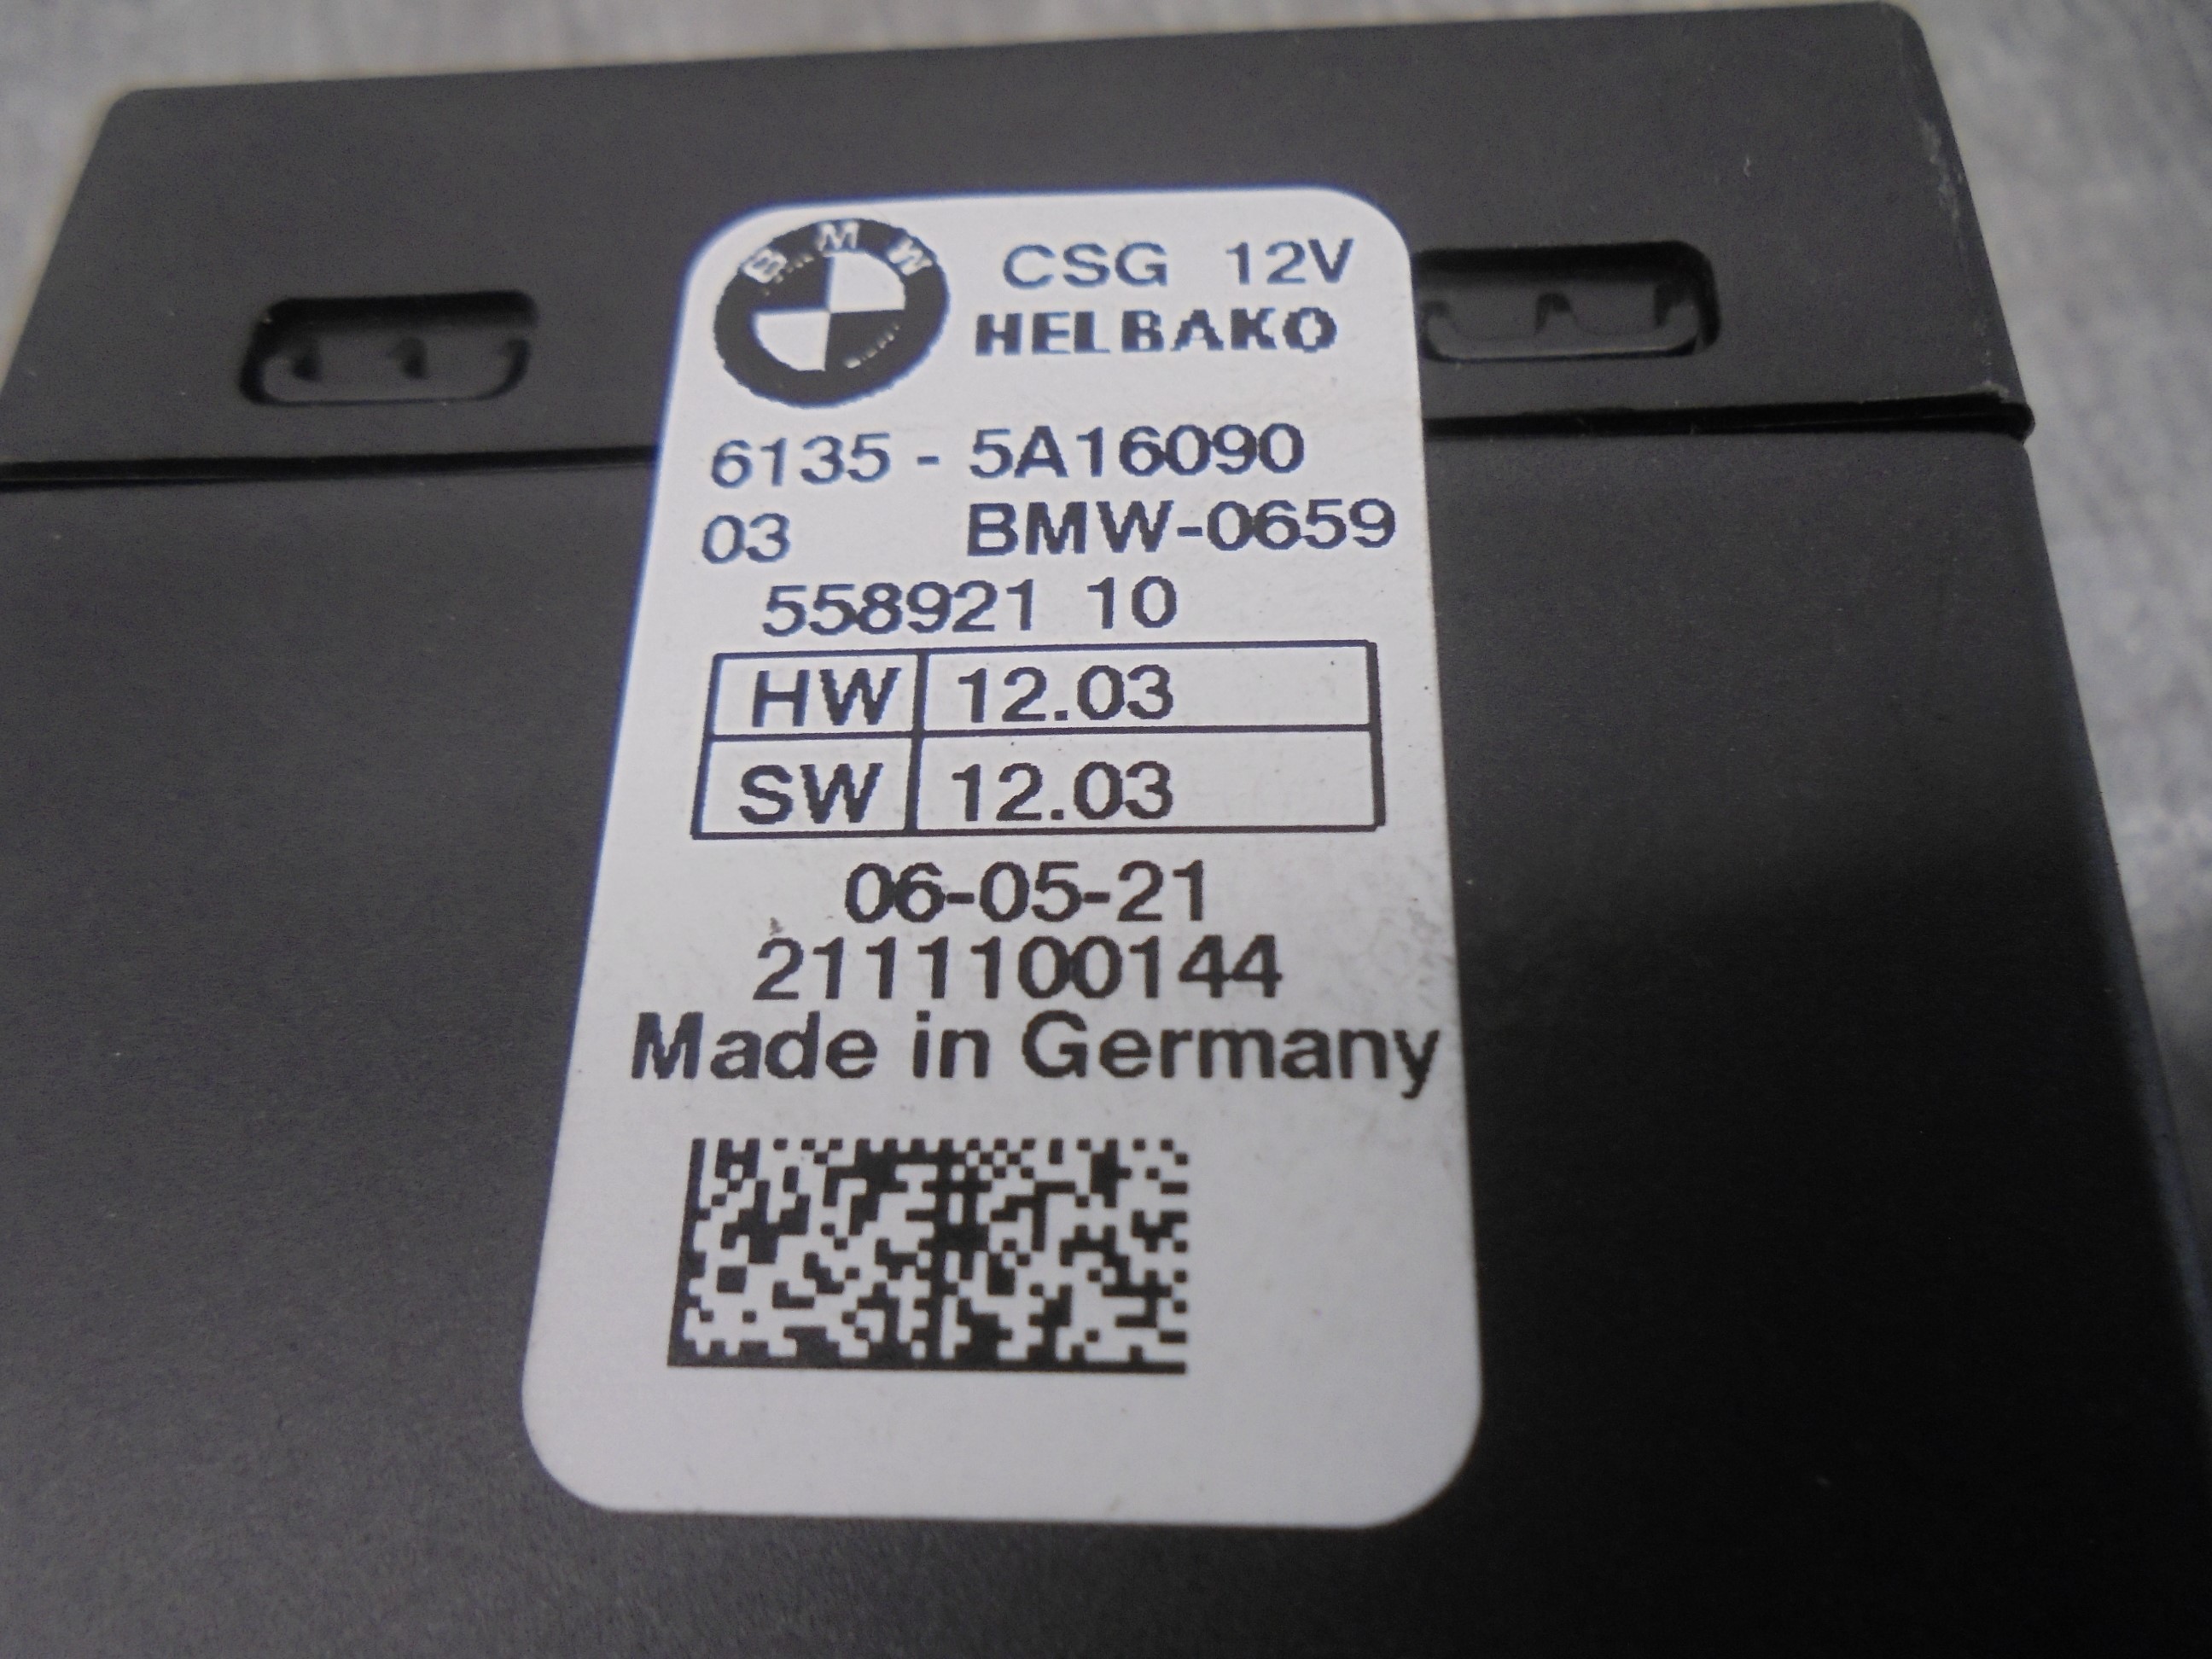 BMW
CSG 12V
HELBAKO
6135 - 5A16090
03 BMW-0659
558921 10
HW 12.03
SW 12.03
06-05-21
2111100144
Made in Germany